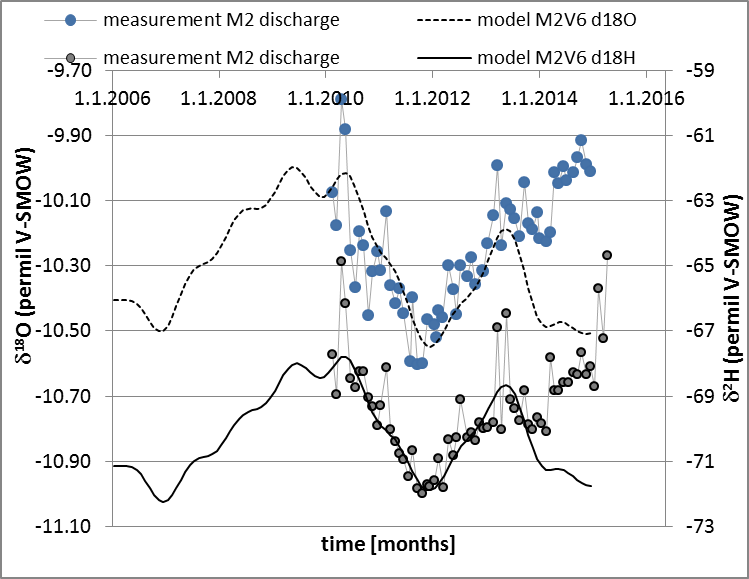 measurement M2 discharge model M2V6 d18O
measurement M2 discharge model M2V6 d18H
-9.70 -59
1.1.2006 1.1.2008 1.1.2010 1.1.2012 1.1.2014 1.1.2016
-9.90 -61
-10.10 -63
-10.30 -65
-10.50 -67
-10.70 -69
-10.90 -71
-11.10 -73
δ¹⁸O (permil V-SMOW)
δ²H (permil V-SMOW)
time [months]